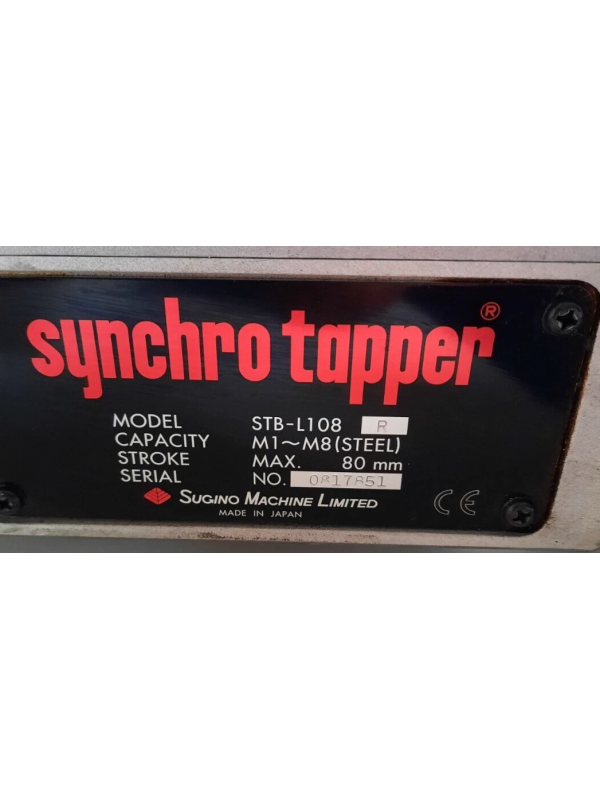 synchro tapper®
MODEL STB-L108 R
CAPACITY M1~M8(STEEL)
STROKE MAX. 80 mm
SERIAL NO. 0817851
SUGINO MACHINE LIMITED
MADE IN JAPAN
CE